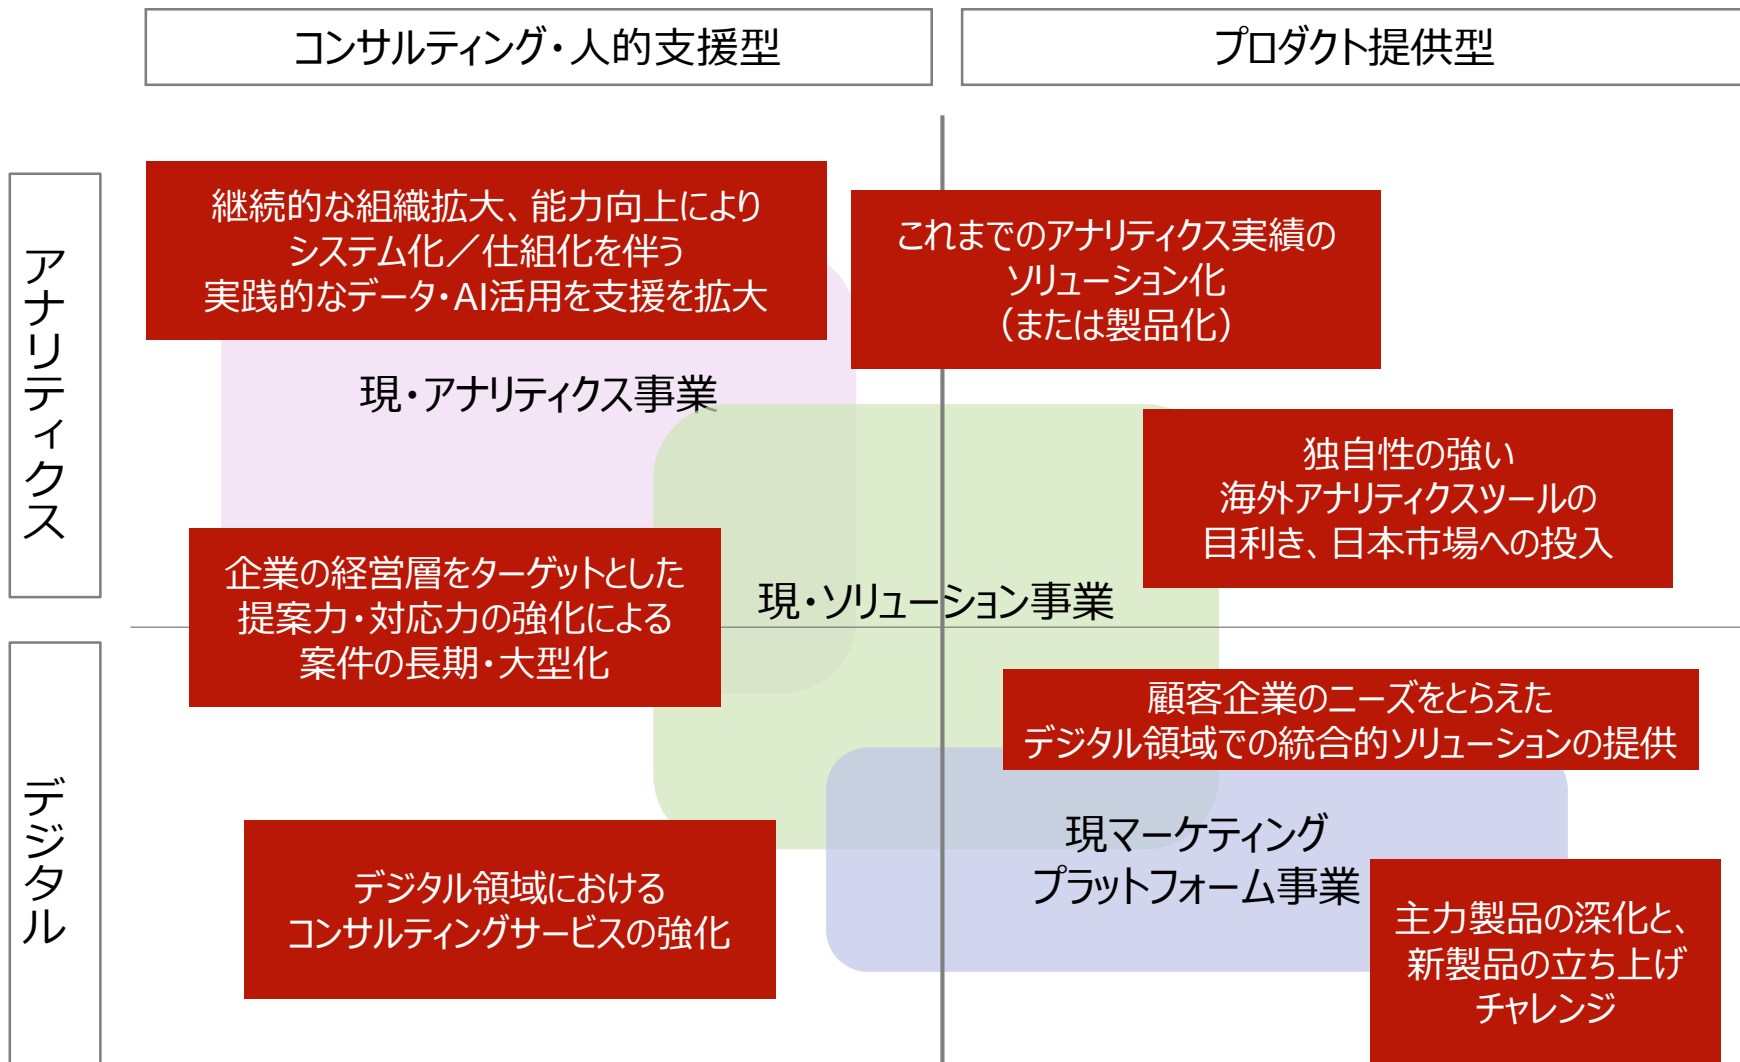 コンサルティング・人的支援型
プロダクト提供型
アナリティクス
継続的な組織拡大、能力向上により
システム化／仕組化を伴う
実践的なデータ・AI活用を支援を拡大
これまでのアナリティクス実績の
ソリューション化
（または製品化）
現・アナリティクス事業
独自性の強い
海外アナリティクスツールの
目利き、日本市場への投入
企業の経営層をターゲットとした
提案力・対応力の強化による
案件の長期・大型化
現・ソリューション事業
デジタル
顧客企業のニーズをとらえた
デジタル領域での統合的ソリューションの提供
現マーケティング
プラットフォーム事業
デジタル領域における
コンサルティングサービスの強化
主力製品の深化と、
新製品の立ち上げ
チャレンジ